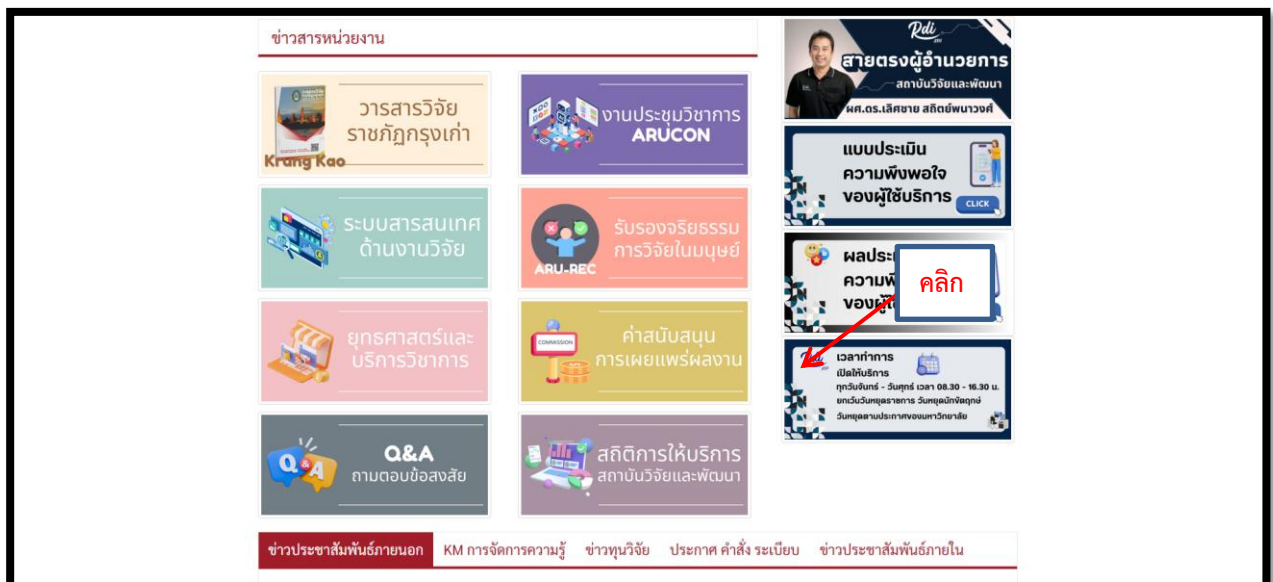 ข่าวสารหน่วยงาน
วารสารวิจัย
ราชภัฏกรุงเก่า
Krung Kao
งานประชุมวิชาการ
ARUCON
ระบบสารสนเทศ
ด้านงานวิจัย
รับรองจริยธรรม
การวิจัยในมนุษย์
ARU-REC
ยุทธศาสตร์และ
บริการวิชาการ
COMMISSION
ค่าสนับสนุน
การเผยแพร่ผลงาน
Q&A
Q&A
ถามตอบข้อสงสัย
สถิติการให้บริการ
สถาบันวิจัยและพัฒนา
Rdi
สายตรงผู้อำนวยการ
สถาบันวิจัยและพัฒนา
ผศ.ดร.เลิศชาย สถิตย์พนาวงศ์
แบบประเมิน
ความพึงพอใจ
ของผู้ใช้บริการ
CLICK
คลิก
เวลาทำการ
เปิดให้บริการ
ทุกวันจันทร์ - วันศุกร์ เวลา 08.30 - 16.30 น.
ยกเว้นวันหยุดราชการ วันหยุดนักขัตฤกษ์
วันหยุดตามประกาศของมหาวิทยาลัย
ข่าวประชาสัมพันธ์ภายนอก KM การจัดการความรู้ ข่าวทุนวิจัย ประกาศ คำสั่ง ระเบียบ ข่าวประชาสัมพันธ์ภายใน